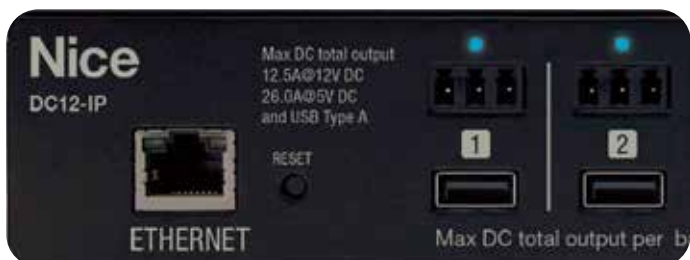 Nice
DC12-IP
Max DC total output
12.5A@12V DC
26.0A@5V DC
and USB Type A
RESET
ETHERNET
1
2
Max DC total output per